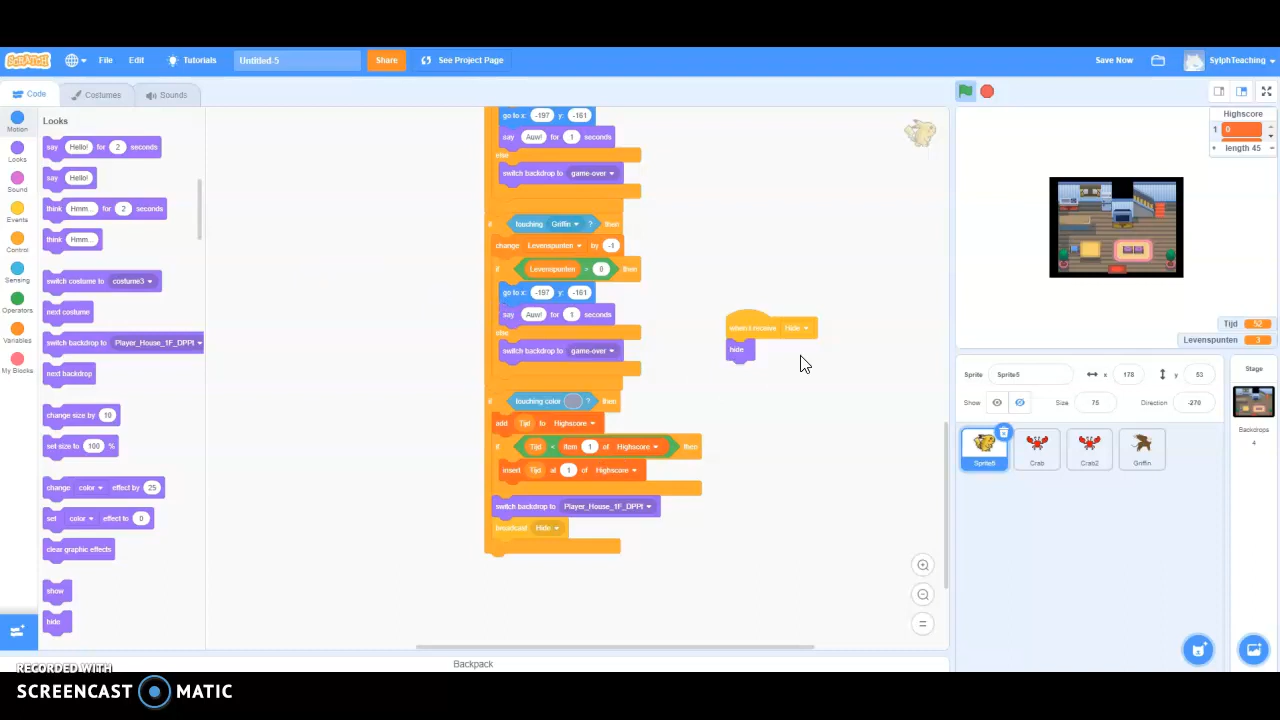 SCRATCH File Edit Tutorials Untitled-5 Share See Project Page Save Now SylphTeaching
Code Costumes Sounds
Motion
Looks
Sound
Events
Control
Sensing
Operators
Variables
My Blocks
Looks
say Hello! for 2 seconds
say Hello!
think Hmm... for 2 seconds
think Hmm...
switch costume to costume3
next costume
switch backdrop to Player_House_1F_DPPt
next backdrop
change size by 10
set size to 100 %
change color effect by 25
set color effect to 0
clear graphic effects
show
hide
go to x: -197 y: -161
say Auw! for 1 seconds
else
switch backdrop to game-over
if touching Griffin ? then
change Levenspunten by -1
if Levenspunten > 0 then
go to x: -197 y: -161
say Auw! for 1 seconds
else
switch backdrop to game-over
if touching color ? then
add Tijd to Highscore
if Tijd < item 1 of Highscore then
insert Tijd at 1 of Highscore
switch backdrop to Player_House_1F_DPPt
broadcast Hide
when I receive Hide
hide
Highscore
1 0
+ length 45 =
Tijd 52
Levenspunten 3
Sprite Sprite5 x 178 y 53
Show Size 75 Direction -270
Sprite5 Crab Crab2 Griffin
Stage
Backdrops
4
Backpack
RECORDED WITH
SCREENCAST MATIC